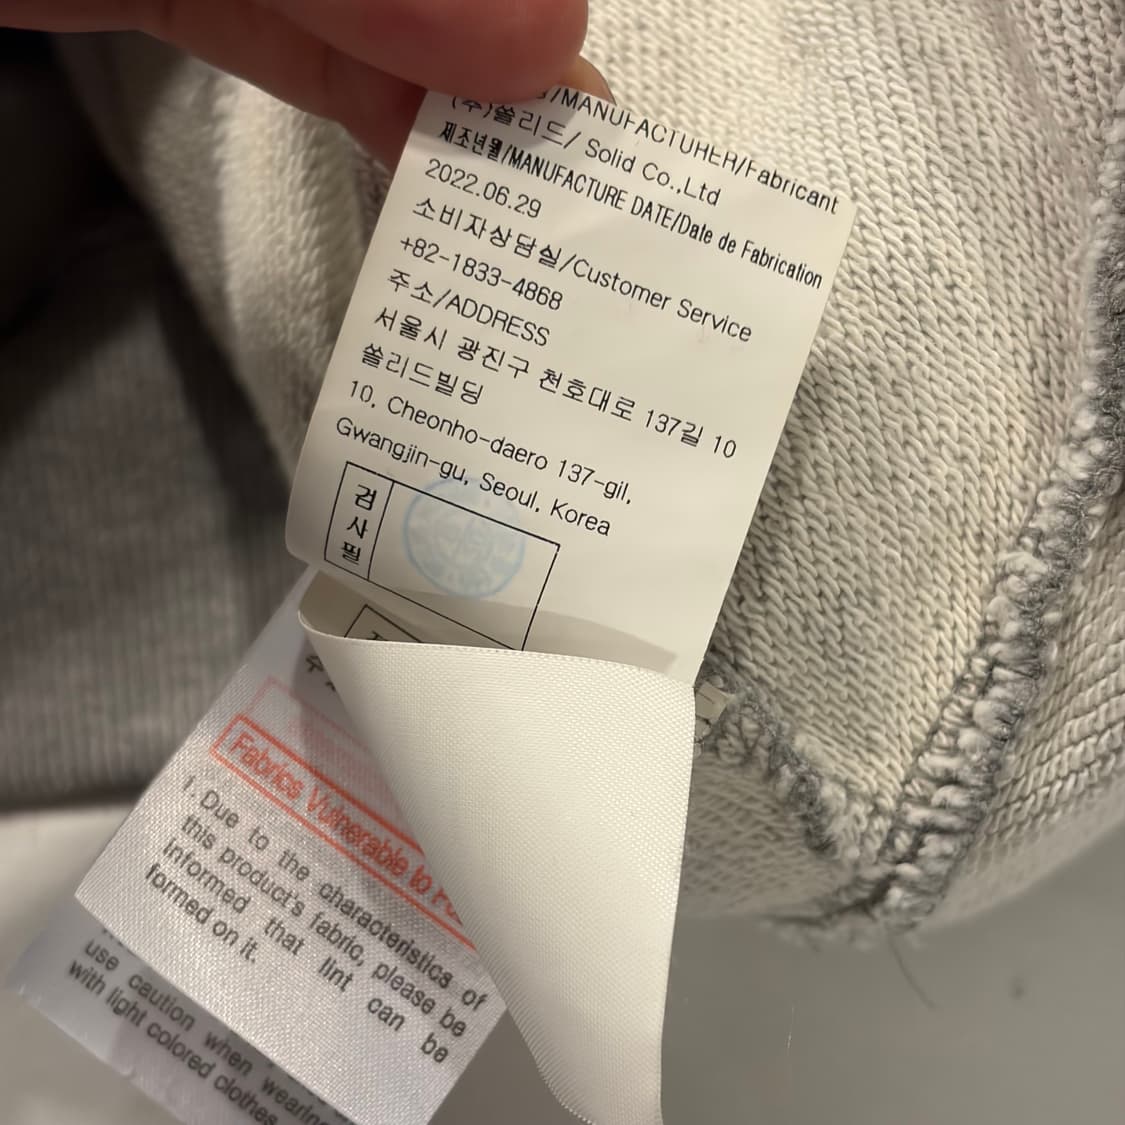 /MANUFACTURER/Fabricant
(주)쏠리드/ Solid Co.,Ltd
제조년월/MANUFACTURE DATE/Date de Fabrication
2022.06.29
소비자상담실/Customer Service
+82-1833-4868
주소/ADDRESS
서울시 광진구 천호대로 137길 10
쏠리드빌딩
10, Cheonho-daero 137-gil,
Gwangjin-gu, Seoul, Korea
검사필
Fabrics Vulnerable to
1. Due to the characteristics of
this product's fabric, please be
informed that lint can be
formed on it.
use caution when wearing
with light colored clothes.